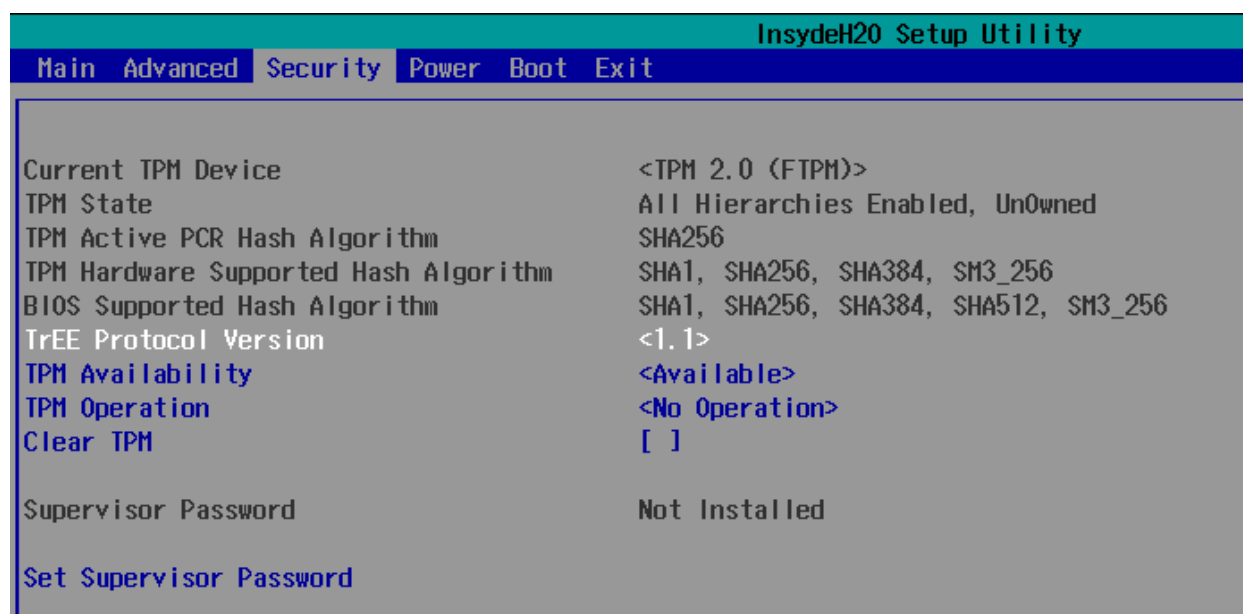 InsydeH20 Setup Utility
Main Advanced Security Power Boot Exit
Current TPM Device <TPM 2.0 (FTPM)>
TPM State All Hierarchies Enabled, UnOwned
TPM Active PCR Hash Algorithm SHA256
TPM Hardware Supported Hash Algorithm SHA1, SHA256, SHA384, SM3_256
BIOS Supported Hash Algorithm SHA1, SHA256, SHA384, SHA512, SM3_256
TrEE Protocol Version <1.1>
TPM Availability <Available>
TPM Operation <No Operation>
Clear TPM [ ]
Supervisor Password Not Installed
Set Supervisor Password